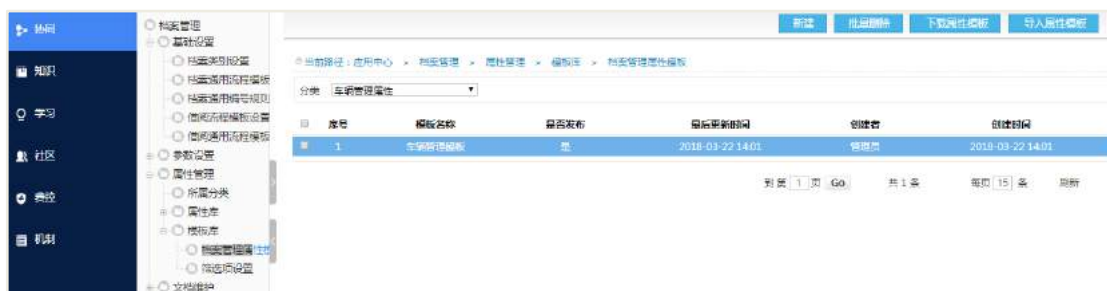 协同
知识
学习
社区
费控
机制
档案管理
基础设置
档案类别设置
档案通用流程模板
档案通用编号规则
借阅流程模板设置
借阅通用流程模板
参数设置
属性管理
所属分类
属性库
模板库
档案管理属性模
筛选项设置
文档维护
新建 批量删除 下载属性模板 导入属性模板
当前路径：应用中心 » 档案管理 » 属性管理 » 模板库 » 档案管理属性模板
分类 车辆管理属性
序号 模板名称 是否发布 最后更新时间 创建者 创建时间
1 车辆管理模板 是 2018-03-22 14:01 管理员 2018-03-22 14:01
到第 1 页 Go 共 1 条 每页 15 条 刷新